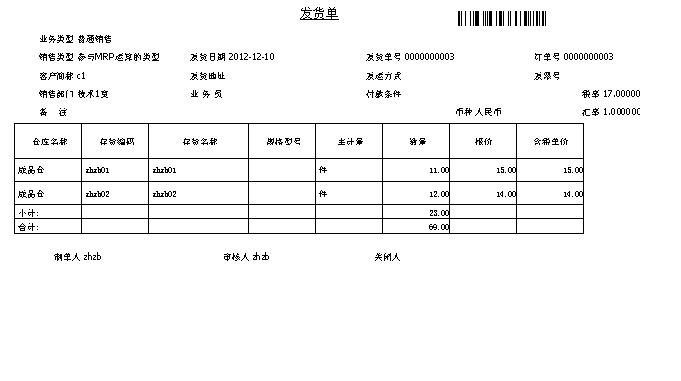 发货单
业务类型 普通销售
销售类型 参与MRP运算的类型 发货日期 2012-12-10 发货单号 0000000003 订单号 0000000003
客户简称 c1 发货地址 发运方式 发票号
销售部门 技术1室 业 务 员 付款条件 税率 17.00000
备 注 币种 人民币 汇率 1.000000
仓库名称 存货编码 存货名称 规格型号 主计量 数量 报价 含税单价
成品仓 zhzb01 zhzb01 件 11.00 15.00 15.00
成品仓 zhzb02 zhzb02 件 12.00 14.00 14.00
小计: 23.00
合计: 69.00
制单人 zhzb 审核人 zhzb 关闭人